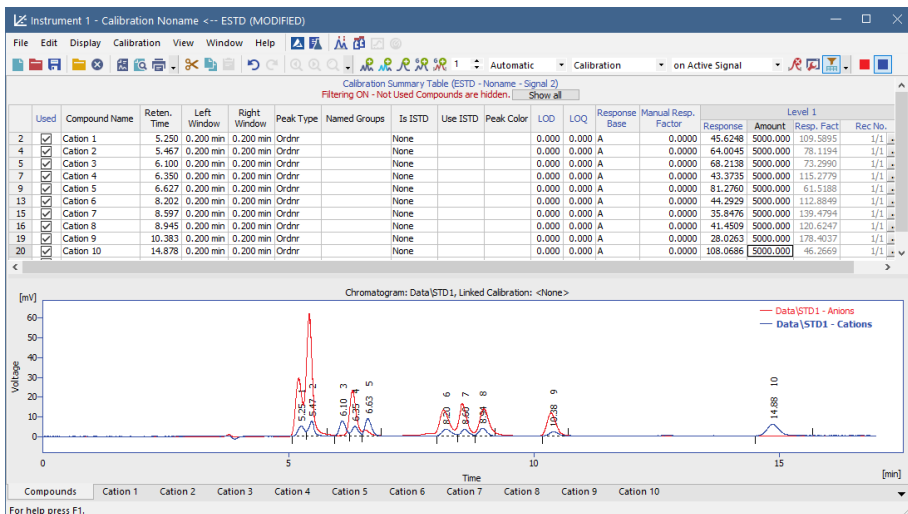 Instrument 1 - Calibration Noname <-- ESTD (MODIFIED)
File Edit Display Calibration View Window Help
1 Automatic Calibration on Active Signal
Calibration Summary Table (ESTD - Noname - Signal 2)
Filtering ON - Not Used Compounds are hidden. Show all
Used Compound Name Reten. Time Left Window Right Window Peak Type Named Groups Is ISTD Use ISTD Peak Color LOD LOQ Response Base Manual Resp. Factor Level 1
Response Amount Resp. Fact Rec No.
2 Cation 1 5.250 0.200 min 0.200 min Ordnr None 0.000 0.000 A 0.0000 45.6248 5000.000 109.5895 1/1
4 Cation 2 5.467 0.200 min 0.200 min Ordnr None 0.000 0.000 A 0.0000 64.0045 5000.000 78.1194 1/1
5 Cation 3 6.100 0.200 min 0.200 min Ordnr None 0.000 0.000 A 0.0000 68.2138 5000.000 73.2990 1/1
7 Cation 4 6.350 0.200 min 0.200 min Ordnr None 0.000 0.000 A 0.0000 43.3735 5000.000 115.2779 1/1
9 Cation 5 6.627 0.200 min 0.200 min Ordnr None 0.000 0.000 A 0.0000 81.2760 5000.000 61.5188 1/1
13 Cation 6 8.202 0.200 min 0.200 min Ordnr None 0.000 0.000 A 0.0000 44.2929 5000.000 112.8849 1/1
15 Cation 7 8.597 0.200 min 0.200 min Ordnr None 0.000 0.000 A 0.0000 35.8476 5000.000 139.4794 1/1
16 Cation 8 8.945 0.200 min 0.200 min Ordnr None 0.000 0.000 A 0.0000 41.4509 5000.000 120.6247 1/1
19 Cation 9 10.383 0.200 min 0.200 min Ordnr None 0.000 0.000 A 0.0000 28.0263 5000.000 178.4037 1/1
20 Cation 10 14.878 0.200 min 0.200 min Ordnr None 0.000 0.000 A 0.0000 108.0686 5000.000 46.2669 1/1
Chromatogram: Data\STD1, Linked Calibration: <None>
[mV]
Data\STD1 - Anions
Data\STD1 - Cations
60
50
40
30
20
10
0
Voltage
5.25 1
5.47 2
6.10 3
6.35 4
6.63 5
8.20 6
8.60 7
8.94 8
10.38 9
14.88 10
0 5 10 15
Time
[min]
Compounds Cation 1 Cation 2 Cation 3 Cation 4 Cation 5 Cation 6 Cation 7 Cation 8 Cation 9 Cation 10
For help press F1.